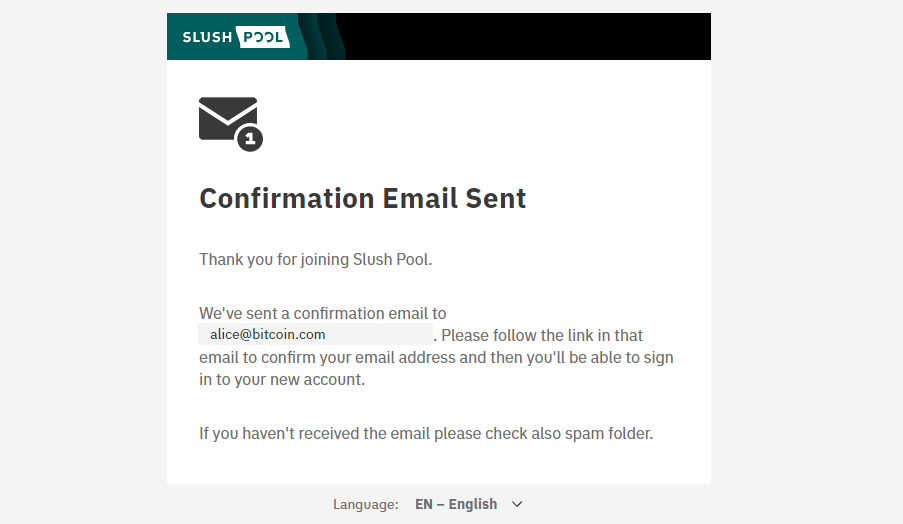 SLUSH POOL
1
Confirmation Email Sent
Thank you for joining Slush Pool.
We've sent a confirmation email to
alice@bitcoin.com. Please follow the link in that
email to confirm your email address and then you'll be able to sign
in to your new account.
If you haven't received the email please check also spam folder.
Language: EN – English